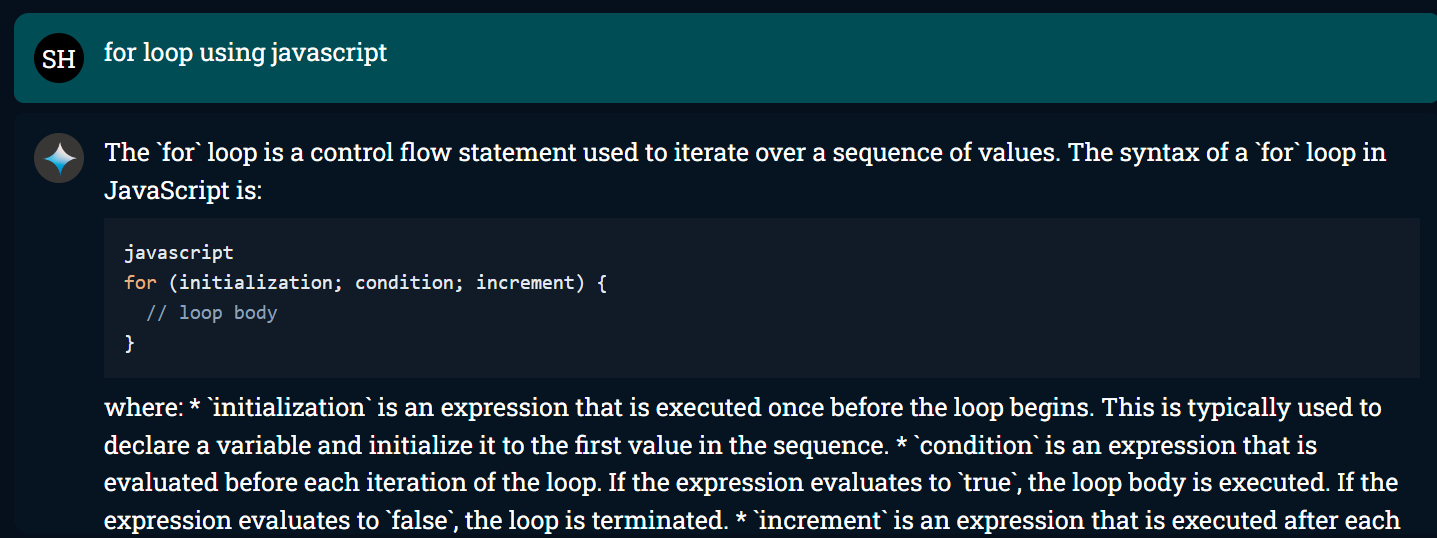 SH for loop using javascript
The `for` loop is a control flow statement used to iterate over a sequence of values. The syntax of a `for` loop in
JavaScript is:
javascript
for (initialization; condition; increment) {
  // loop body
}
where: * `initialization` is an expression that is executed once before the loop begins. This is typically used to
declare a variable and initialize it to the first value in the sequence. * `condition` is an expression that is
evaluated before each iteration of the loop. If the expression evaluates to `true`, the loop body is executed. If the
expression evaluates to `false`, the loop is terminated. * `increment` is an expression that is executed after each